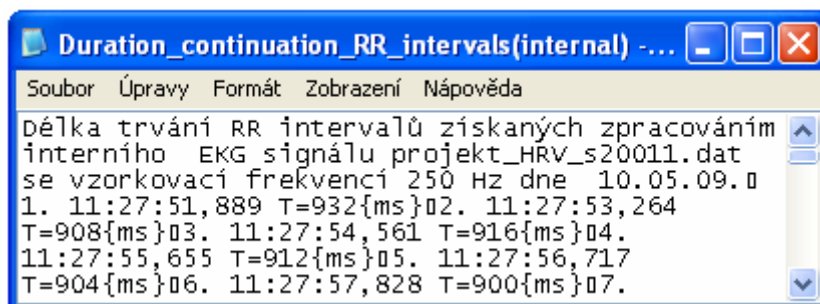 Duration_continuation_RR_intervals(internal) -...
Soubor Úpravy Formát Zobrazení Nápověda
Délka trvání RR intervalů získaných zpracováním
interního  EKG signálu projekt_HRV_s20011.dat
se vzorkovací frekvencí 250 Hz dne  10.05.09.▯
1. 11:27:51,889 T=932{ms}▯2. 11:27:53,264
T=908{ms}▯3. 11:27:54,561 T=916{ms}▯4.
11:27:55,655 T=912{ms}▯5. 11:27:56,717
T=904{ms}▯6. 11:27:57,828 T=900{ms}▯7.